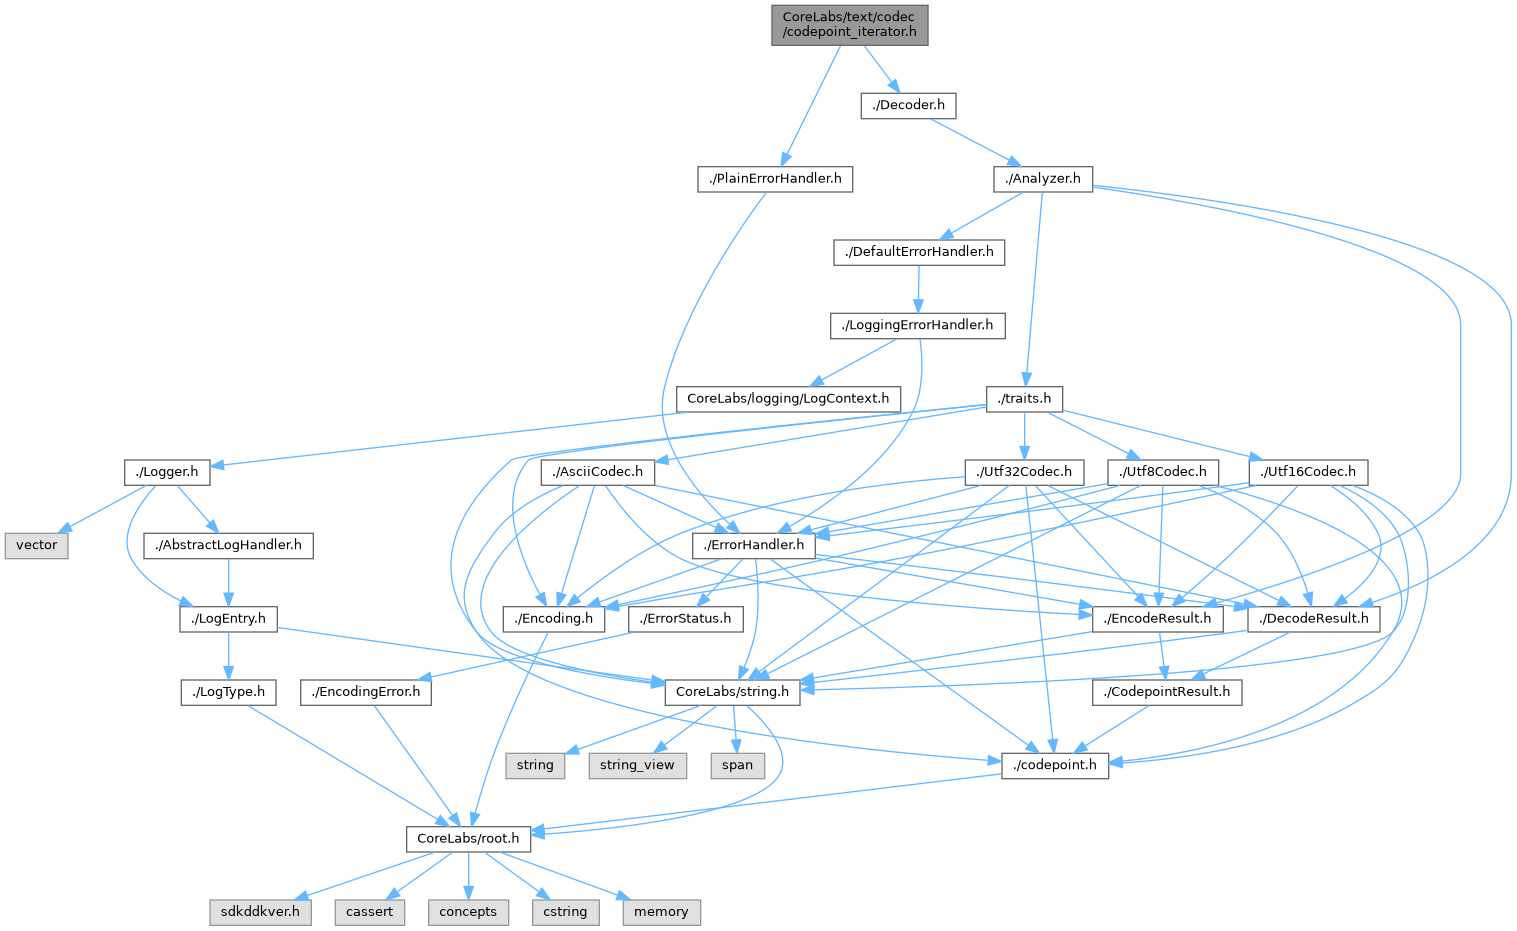 CoreLabs/text/codec
/codepoint_iterator.h
./Decoder.h
./PlainErrorHandler.h
./Analyzer.h
./DefaultErrorHandler.h
./LoggingErrorHandler.h
CoreLabs/logging/LogContext.h
./traits.h
./Logger.h
./AsciiCodec.h
./Utf32Codec.h
./Utf8Codec.h
./Utf16Codec.h
vector
./AbstractLogHandler.h
./ErrorHandler.h
./LogEntry.h
./Encoding.h
./ErrorStatus.h
./EncodeResult.h
./DecodeResult.h
./LogType.h
./EncodingError.h
CoreLabs/string.h
./CodepointResult.h
string
string_view
span
./codepoint.h
CoreLabs/root.h
sdkddkver.h
cassert
concepts
cstring
memory